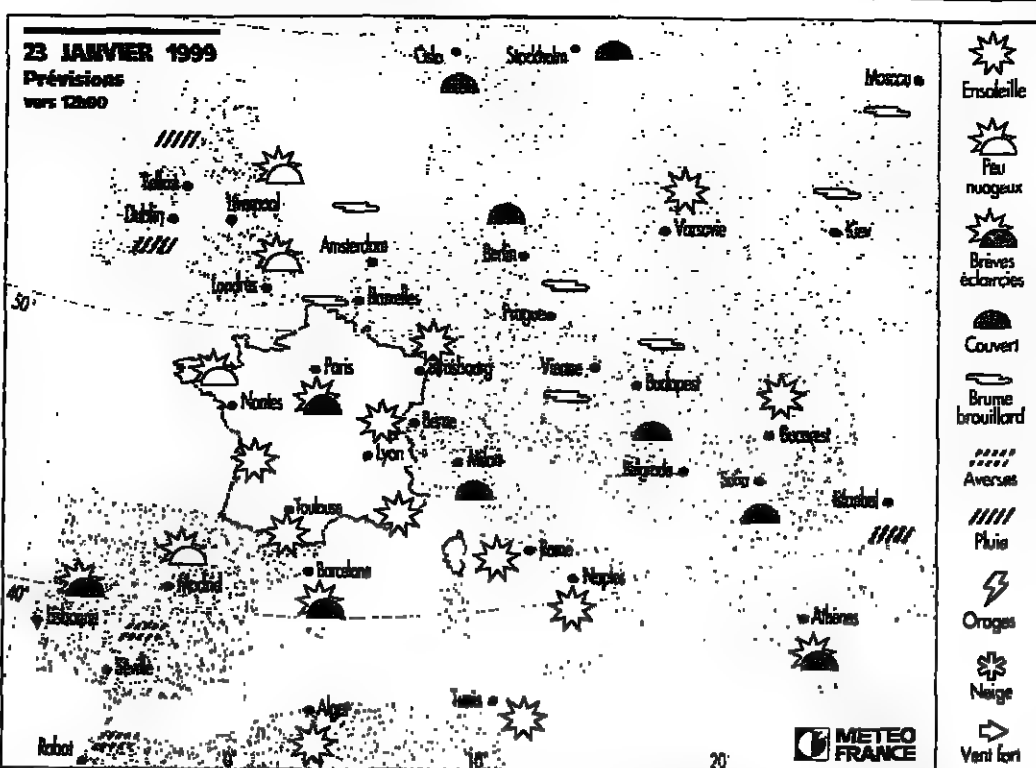 23 JANVIER 1999
Prévisions
vers 12h00
Oslo
Stockholm
Moscou
Belfast
Dublin
Liverpool
Amsterdam
Berlin
Varsovie
Kiev
Londres
Bruxelles
Prague
50°
Paris
Strasbourg
Vienne
Budapest
Nantes
Berne
Bucarest
Lyon
Milan
Belgrade
Sofia
Istanbul
Toulouse
Rome
Barcelone
Naples
Madrid
40°
Lisbonne
Athènes
Séville
Tunis
Alger
Rabat
0°
10°
20°
METEO
FRANCE
Ensoleille
Peu
nuageux
Brèves
éclaircies
Couvert
Brume
brouillard
Averses
Pluie
Orages
Neige
Vent fort